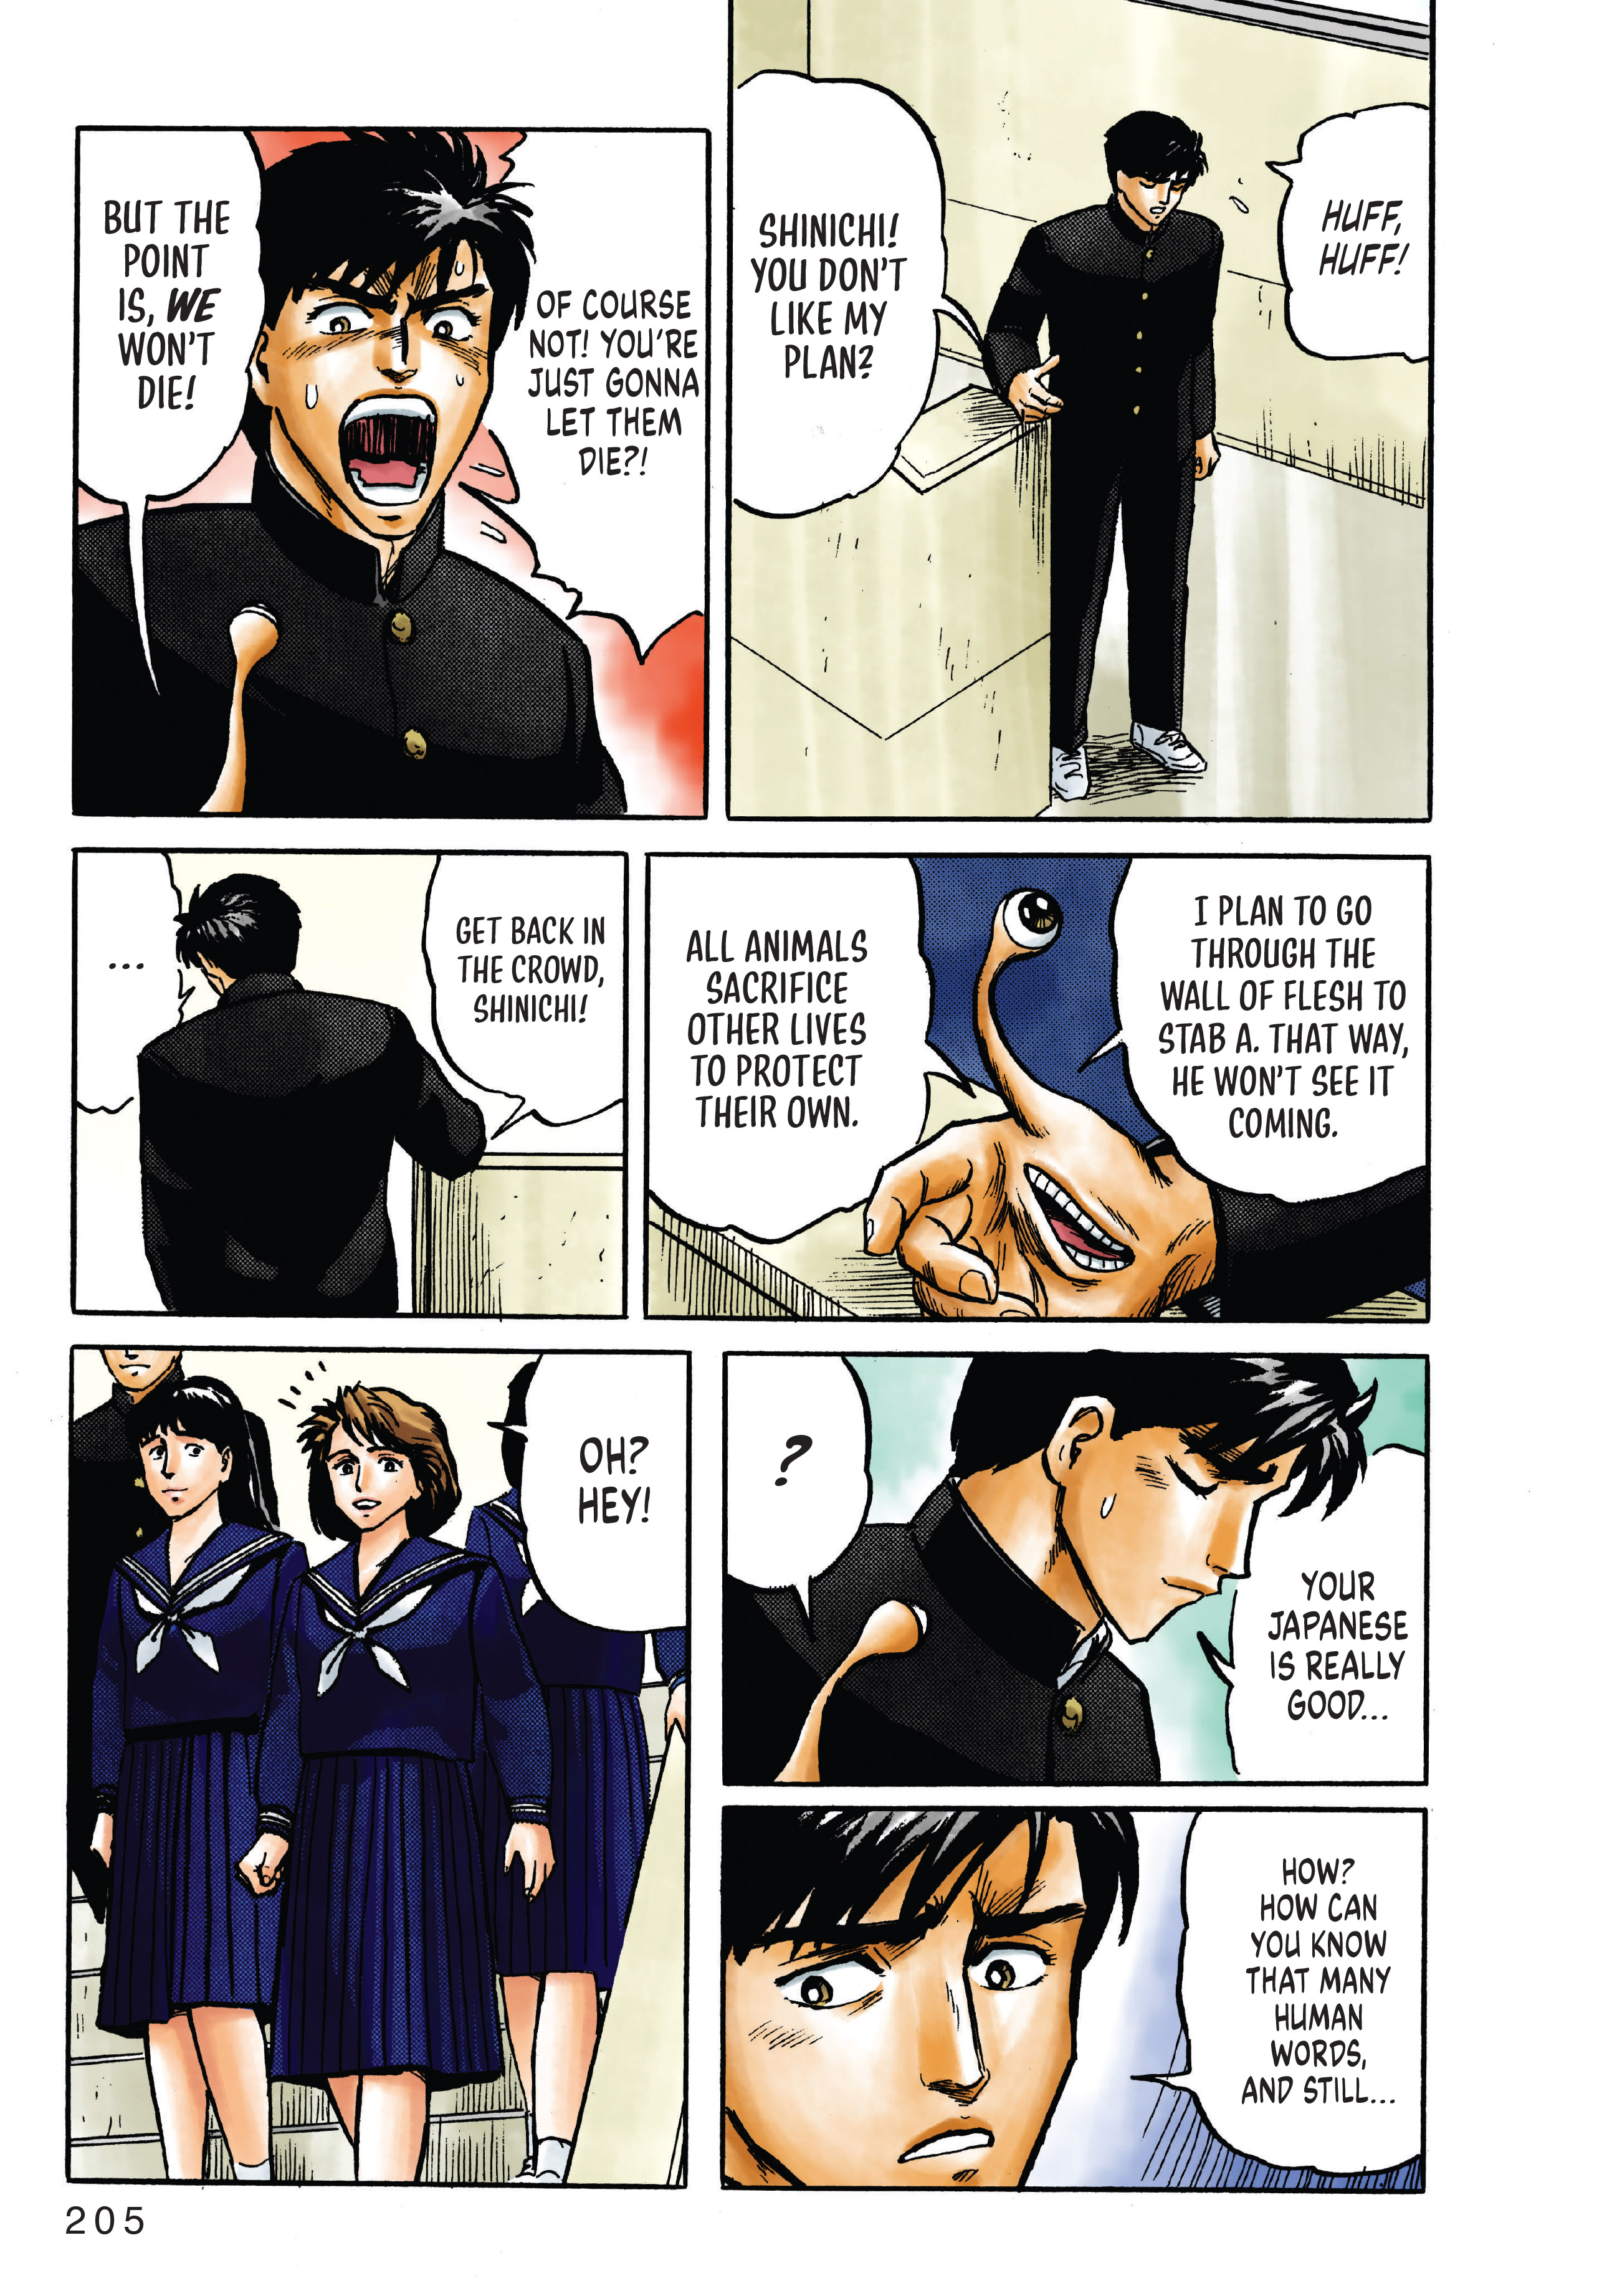 HUFF,
HUFF!
SHINICHI!
YOU DON'T
LIKE MY
PLAN?
OF COURSE
NOT! YOU'RE
JUST GONNA
LET THEM
DIE?!
BUT THE
POINT
IS, WE
WON'T
DIE!
I PLAN TO GO
THROUGH THE
WALL OF FLESH TO
STAB A. THAT WAY,
HE WON'T SEE IT
COMING.
ALL ANIMALS
SACRIFICE
OTHER LIVES
TO PROTECT
THEIR OWN.
GET BACK IN
THE CROWD,
SHINICHI!
...
YOUR
JAPANESE
IS REALLY
GOOD...
?
HOW?
HOW CAN
YOU KNOW
THAT MANY
HUMAN
WORDS,
AND STILL...
OH?
HEY!
205